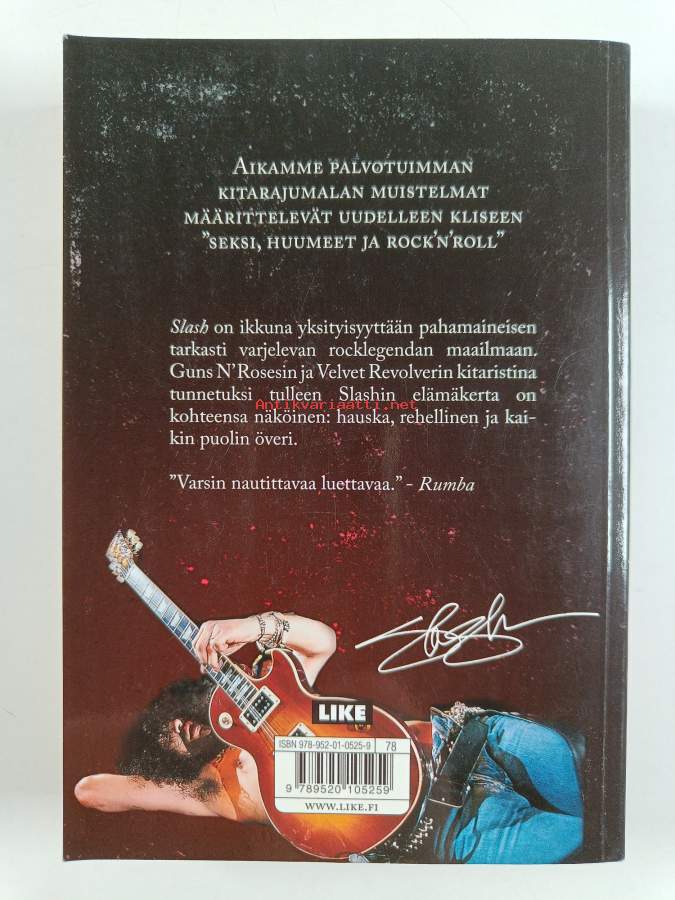 AIKAMME PALVOTUIMMAN
KITARAJUMALAN MUISTELMAT
MÄÄRITTELEVÄT UUDELLEEN KLISEEN
”SEKSI, HUUMEET JA ROCK'N'ROLL”
Slash on ikkuna yksityisyyttään pahamaineisen
tarkasti varjelevan rocklegendan maailmaan.
Guns N' Rosesin ja Velvet Revolverin kitaristina
tunnetuksi tulleen Slashin elämäkerta on
Antikvariaatti.net
kohteensa näköinen: hauska, rehellinen ja kai-
kin puolin överi.
”Varsin nautittavaa luettavaa.” - Rumba
Slash
LIKE
ISBN 978-952-01-0525-9 78
9 789520 105259
WWW.LIKE.FI